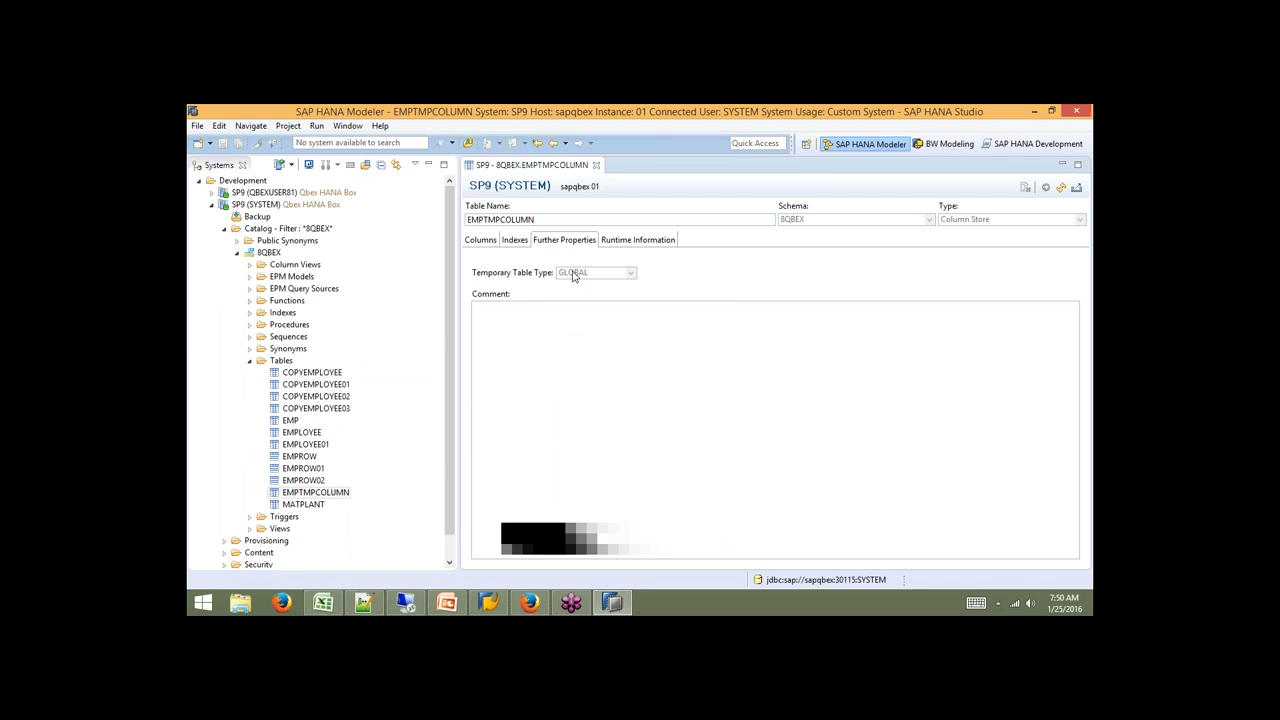 SAP HANA Modeler - EMPTMPCOLUMN System: SP9 Host: sapqbex Instance: 01 Connected User: SYSTEM System Usage: Custom System - SAP HANA Studio
File Edit Navigate Project Run Window Help
No system available to search
Quick Access
SAP HANA Modeler
BW Modeling
SAP HANA Development
Systems
Development
SP9 (QBEXUSER81) Qbex HANA Box
SP9 (SYSTEM) Qbex HANA Box
Backup
Catalog - Filter : "8QBEX"
Public Synonyms
8QBEX
Column Views
EPM Models
EPM Query Sources
Functions
Indexes
Procedures
Sequences
Synonyms
Tables
COPYEMPLOYEE
COPYEMPLOYEE01
COPYEMPLOYEE02
COPYEMPLOYEE03
EMP
EMPLOYEE
EMPLOYEE01
EMPROW
EMPROW01
EMPROW02
EMPTMPCOLUMN
MATPLANT
Triggers
Views
Provisioning
Content
Security
SP9 - 8QBEX.EMPTMPCOLUMN
SP9 (SYSTEM) sapqbex 01
Table Name: Schema: Type:
EMPTMPCOLUMN 8QBEX Column Store
Columns Indexes Further Properties Runtime Information
Temporary Table Type: GLOBAL
Comment:
jdbc:sap://sapqbex:30115:SYSTEM
7:50 AM
1/25/2016